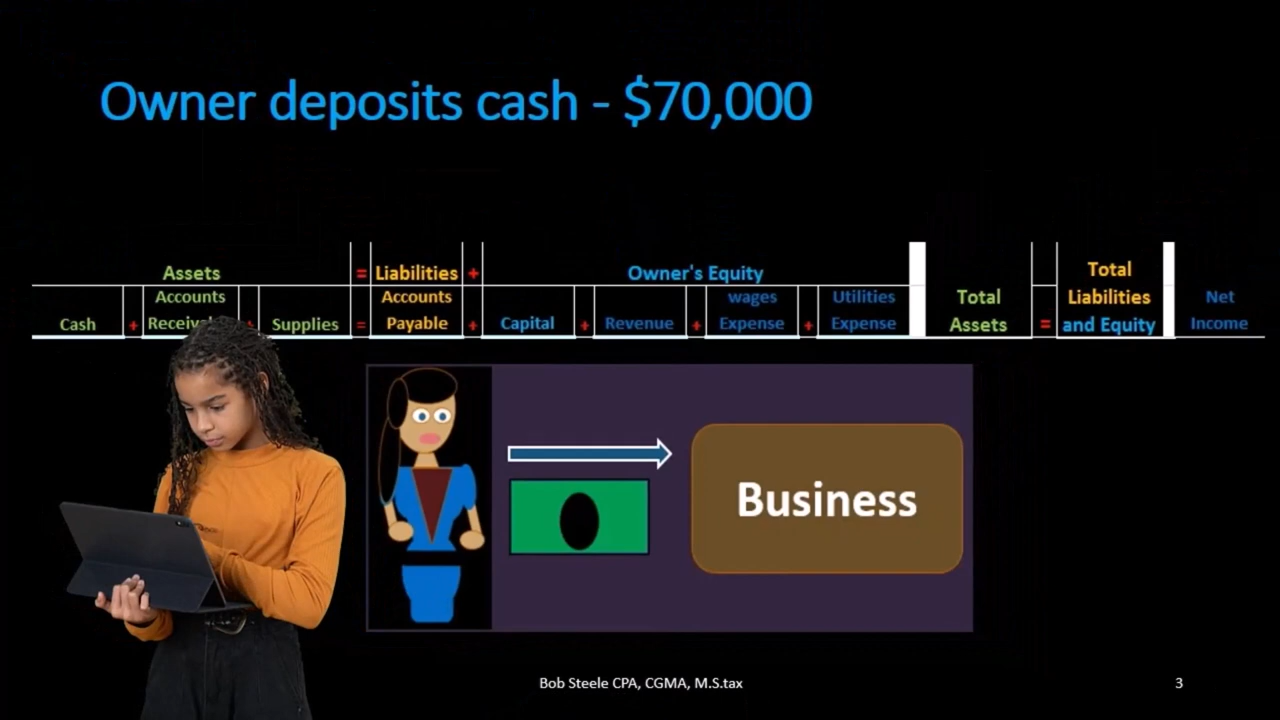 Owner deposits cash - $70,000
Assets = Liabilities + Owner's Equity Total
Accounts Accounts wages Utilities Total Liabilities Net
Cash + + Supplies = Payable + Capital + Revenue + Expense + Expense Assets = and Equity Income
Business
Bob Steele CPA, CGMA, M.S.tax 3